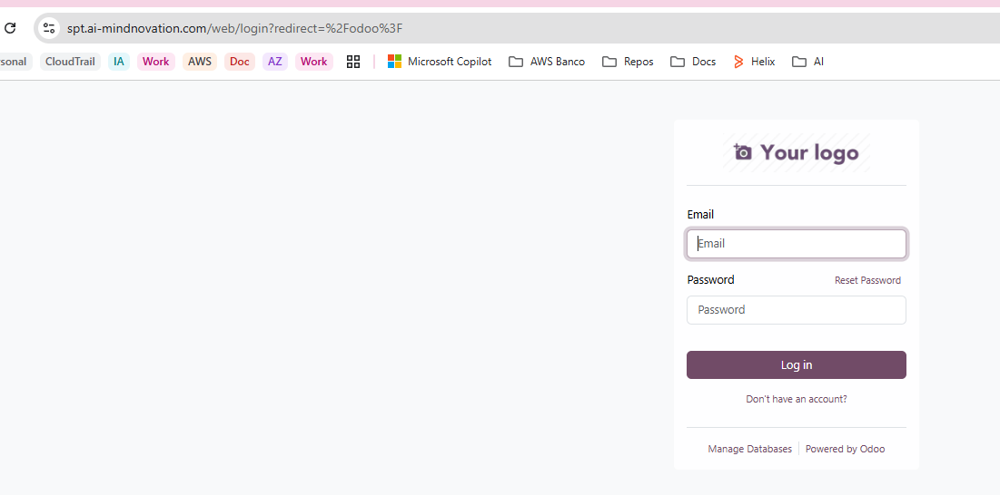 spt.ai-mindnovation.com/web/login?redirect=%2Fodoo%3F
sonal CloudTrail IA Work AWS Doc AZ Work Microsoft Copilot AWS Banco Repos Docs Helix AI
Your logo
Email
Email
Password Reset Password
Password
Log in
Don't have an account?
Manage Databases Powered by Odoo